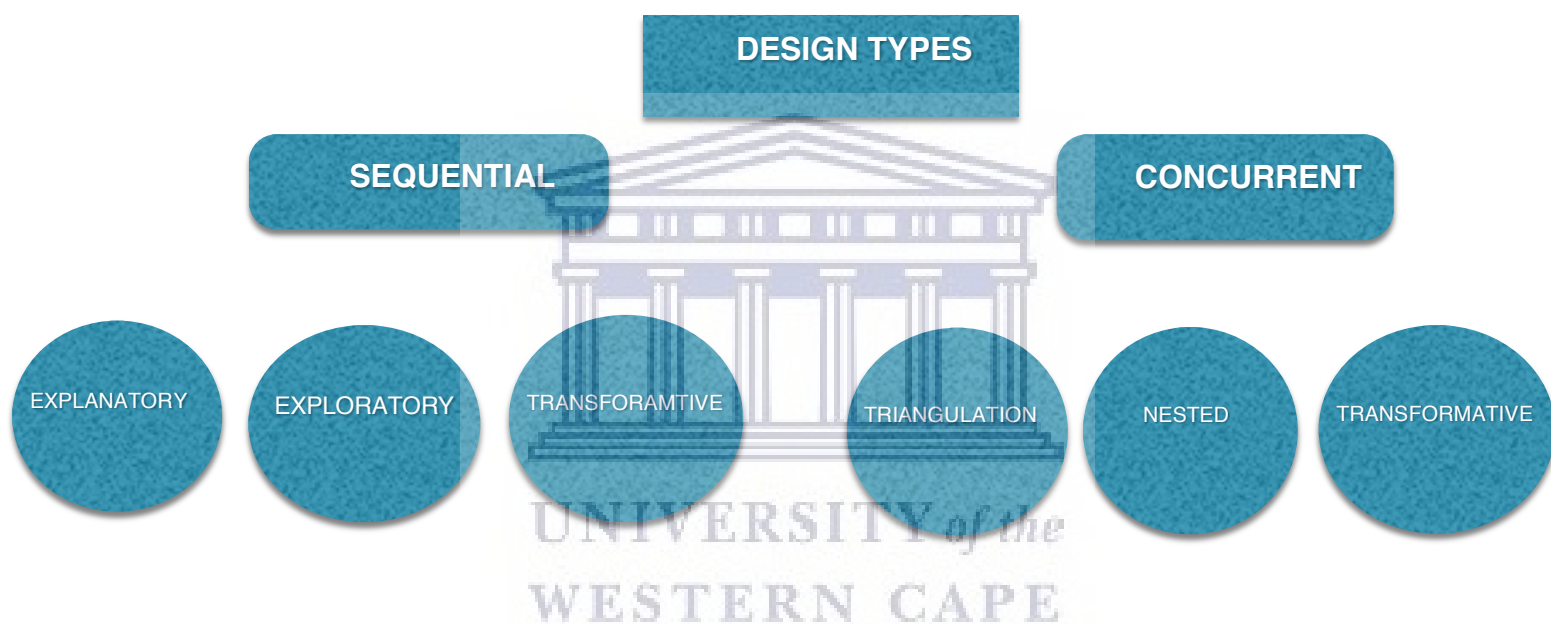 DESIGN TYPES
SEQUENTIAL
CONCURRENT
EXPLANATORY
EXPLORATORY
TRANSFORAMTIVE
TRIANGULATION
NESTED
TRANSFORMATIVE
UNIVERSITY of the
WESTERN CAPE